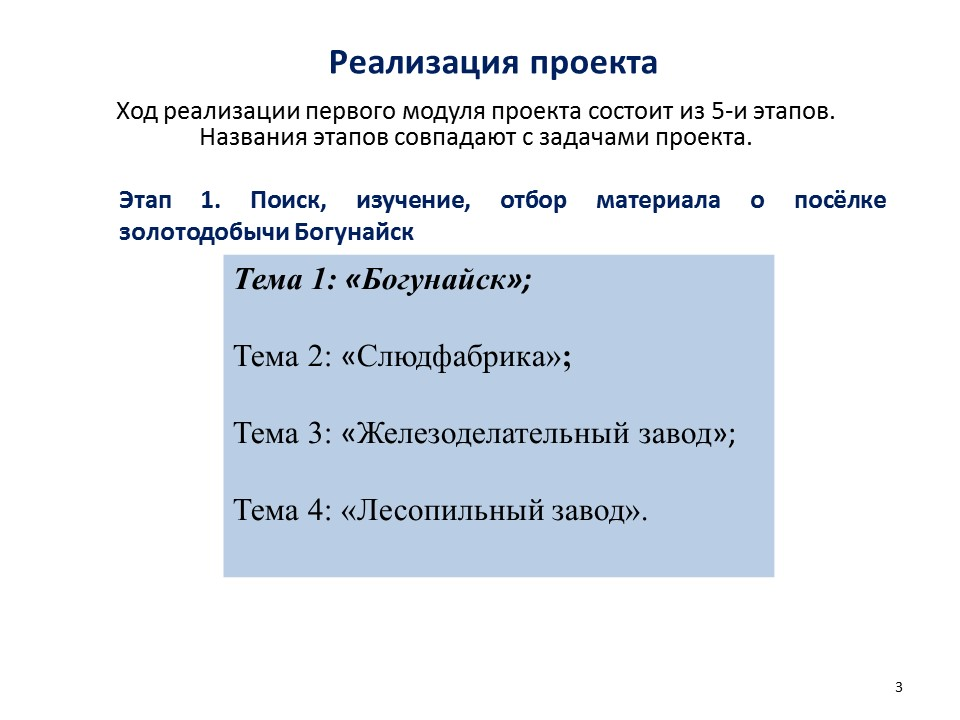 Реализация проекта
Ход реализации первого модуля проекта состоит из 5-и этапов.
Названия этапов совпадают с задачами проекта.
Этап 1. Поиск, изучение, отбор материала о посёлке
золотодобычи Богунайск
Тема 1: «Богунайск»;
Тема 2: «Слюдфабрика»;
Тема 3: «Железоделательный завод»;
Тема 4: «Лесопильный завод».
3